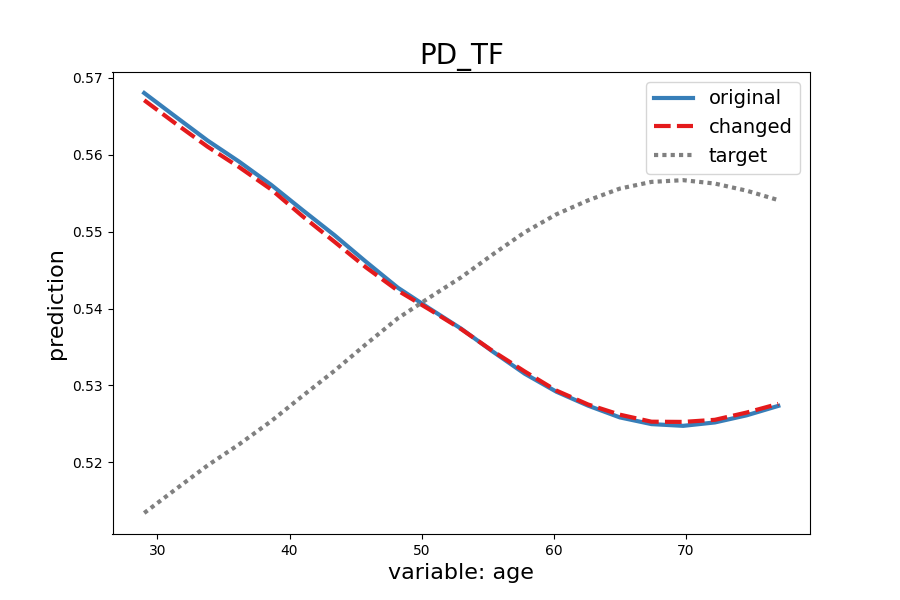 PD_TF
original
changed
target
0.57
0.56
0.55
0.54
0.53
0.52
prediction
30 40 50 60 70
variable: age